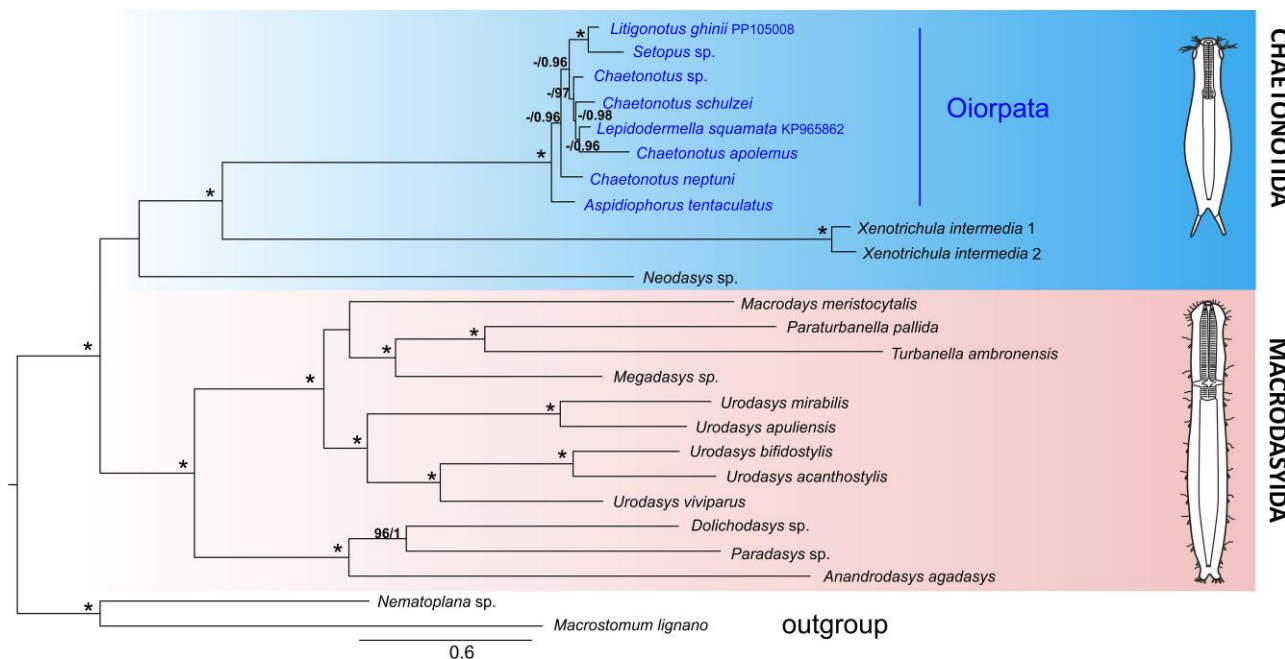 Litigonotus ghinii PP105008
*
Setopus sp.
-/0.96
Chaetonotus sp.
-/97
Chaetonotus schulzei
-/0.98
-/0.96
Lepidodermella squamata KP965862
-/0.96
Chaetonotus apolemus
*
Chaetonotus neptuni
*
Aspidiophorus tentaculatus
Oiorpata
CHAETONOTIDA
*
Xenotrichula intermedia 1
Xenotrichula intermedia 2
Neodasys sp.
*
Macrodays meristocytalis
Paraturbanella pallida
*
Turbanella ambronensis
*
Megadasys sp.
*
Urodasys mirabilis
*
Urodasys apuliensis
*
Urodasys bifidostylis
*
Urodasys acanthostylis
*
Urodasys viviparus
*
Dolichodasys sp.
96/1
Paradasys sp.
*
Anandrodasys agadasys
MACRODASYIDA
*
Nematoplana sp.
Macrostomum lignano
outgroup
0.6